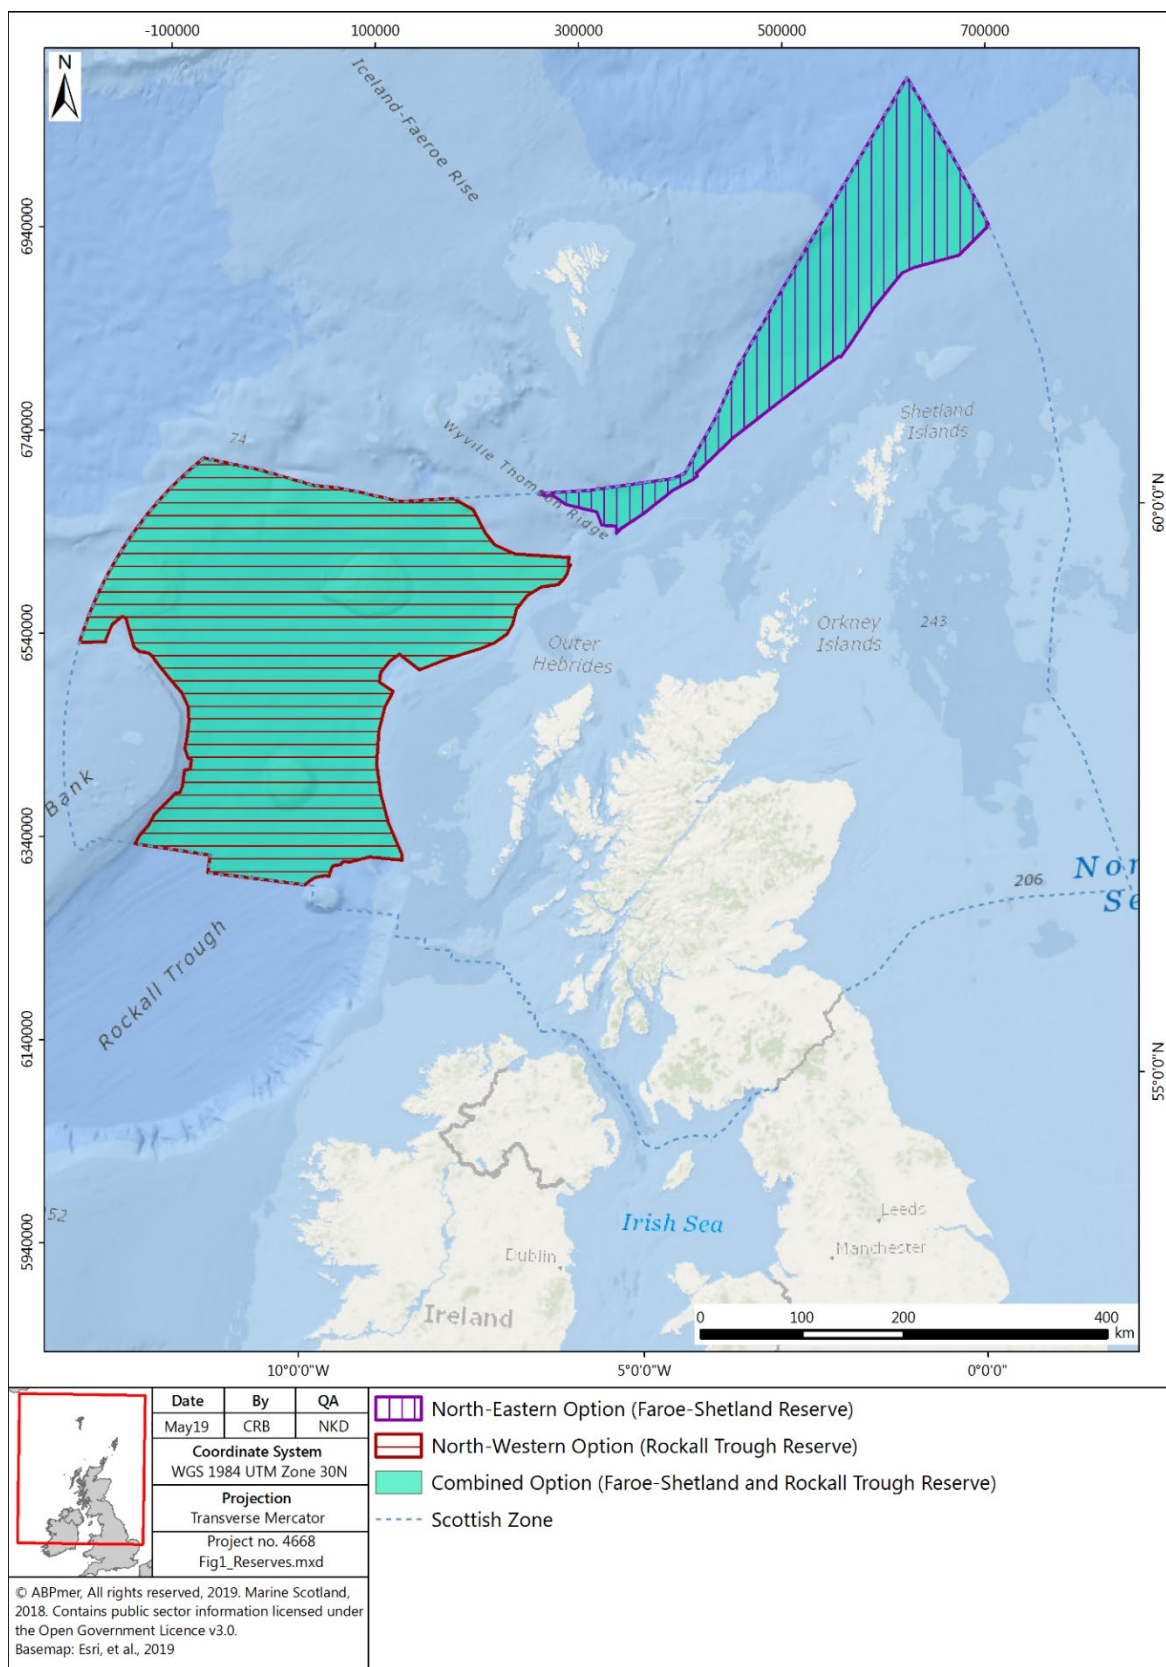 -100000 100000 300000 500000 700000
N
Iceland-Faeroe Rise
6940000
6740000
6540000
6340000
6140000
5940000
Shetland
Islands
74
Wyville Thomson Ridge
60°0'0"N
Outer
Hebrides
Orkney
Islands
243
Bank
206
Nor
Se
Rockall Trough
55°0'0"N
152
Irish Sea
Leeds
Manchester
Dublin
Ireland
0 100 200 400
km
10°0'0"W 5°0'0"W 0°0'0"
Date By QA
May19 CRB NKD
Coordinate System
WGS 1984 UTM Zone 30N
Projection
Transverse Mercator
Project no. 4668
Fig1_Reserves.mxd
© ABPmer, All rights reserved, 2019. Marine Scotland,
2018. Contains public sector information licensed under
the Open Government Licence v3.0.
Basemap: Esri, et al., 2019
North-Eastern Option (Faroe-Shetland Reserve)
North-Western Option (Rockall Trough Reserve)
Combined Option (Faroe-Shetland and Rockall Trough Reserve)
Scottish Zone